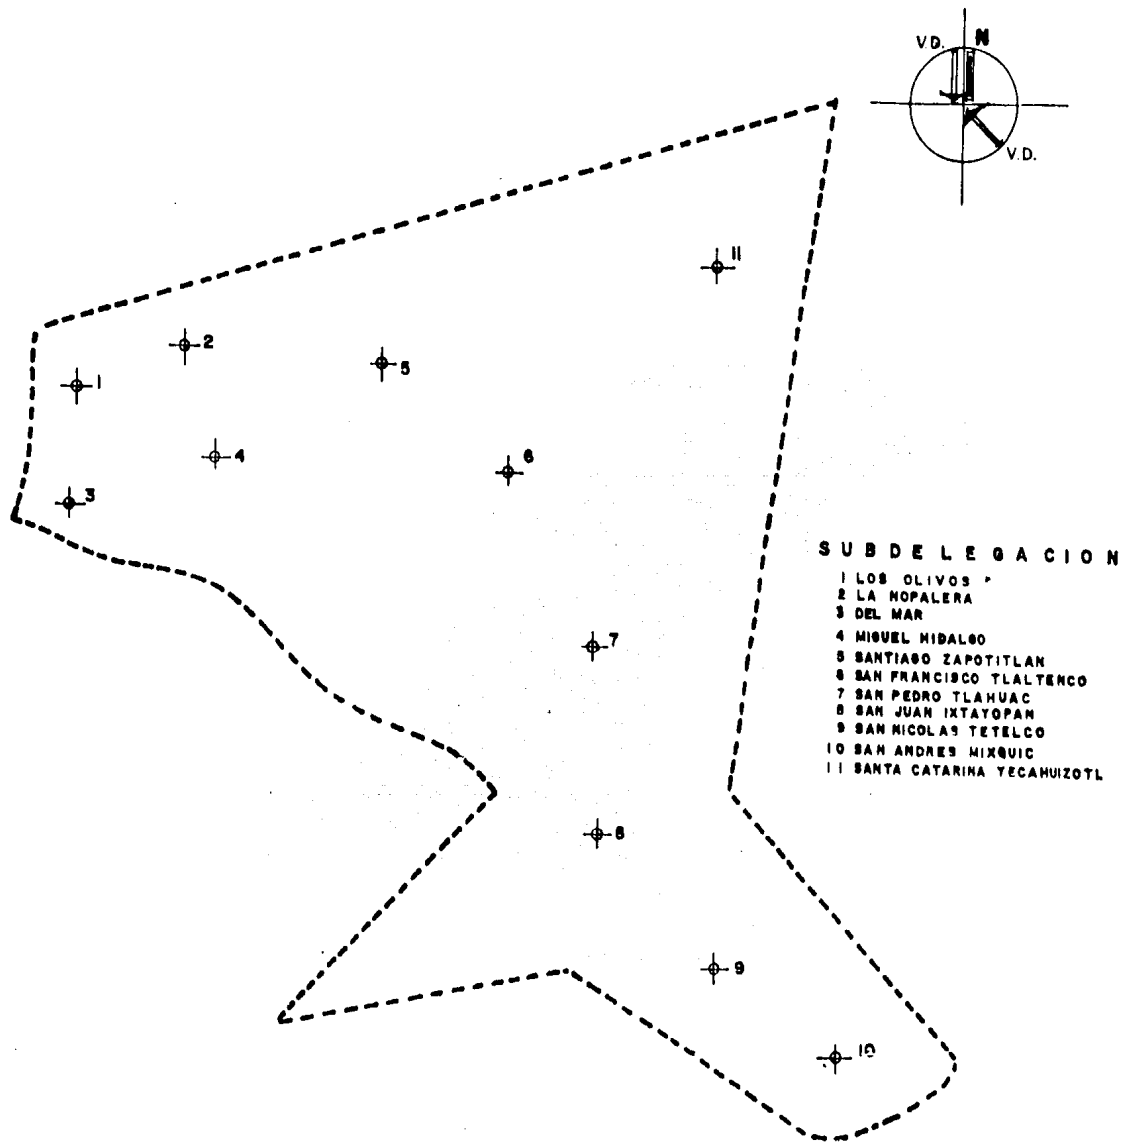 V.D. N
V.D.
11
2
5
1
4
6
3
SUBDELEGACION
1 LOS OLIVOS
2 LA NOPALERA
3 DEL MAR
4 MIGUEL HIDALGO
5 SANTIAGO ZAPOTITLAN
6 SAN FRANCISCO TLALTENCO
7 SAN PEDRO TLAHUAC
8 SAN JUAN IXTAYOPAN
9 SAN NICOLAS TETELCO
10 SAN ANDRES MIXQUIC
11 SANTA CATARINA YECAHUIZOTL
7
8
9
10